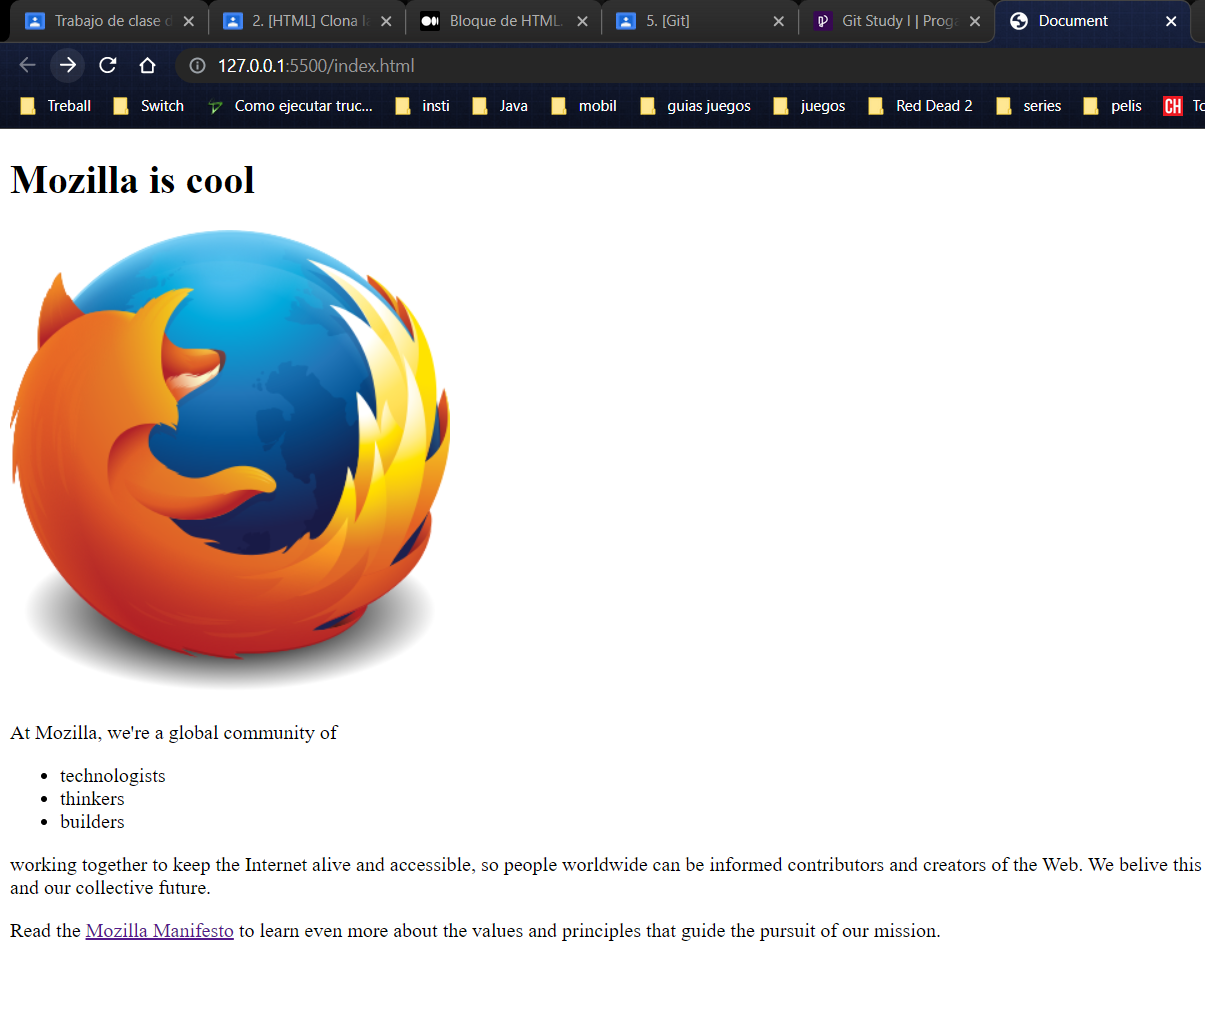 Trabajo de clase d
2. [HTML] Clona la
Bloque de HTML.
5. [Git]
Git Study I | Proga
Document
127.0.0.1:5500/index.html
Treball Switch Como ejecutar truc... insti Java mobil guias juegos juegos Red Dead 2 series pelis CH To
Mozilla is cool
At Mozilla, we're a global community of
technologists
thinkers
builders
working together to keep the Internet alive and accessible, so people worldwide can be informed contributors and creators of the Web. We belive this
and our collective future.
Read the Mozilla Manifesto to learn even more about the values and principles that guide the pursuit of our mission.